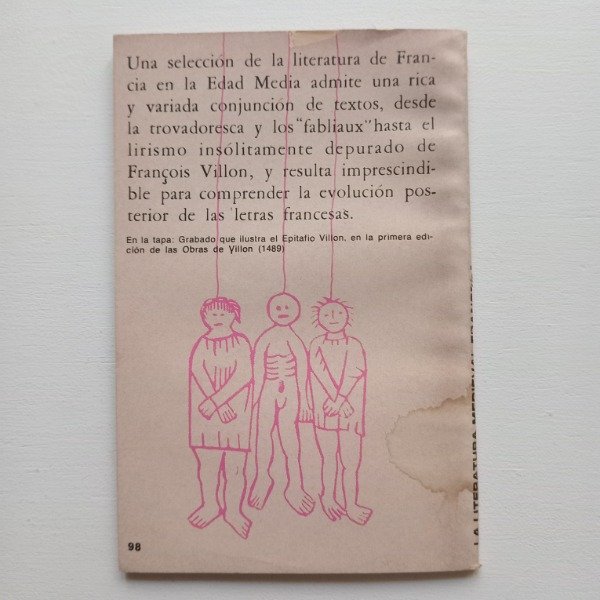 Una selección de la literatura de Fran-
cia en la Edad Media admite una rica
y variada conjunción de textos, desde
la trovadoresca y los "fabliaux" hasta el
lirismo insólitamente depurado de
François Villon, y resulta imprescindi-
ble para comprender la evolución pos-
terior de las letras francesas.
En la tapa: Grabado que ilustra el Epitafio Villon, en la primera edi-
ción de las Obras de Villon (1489)
98
LA LITERATURA MEDIEVAL